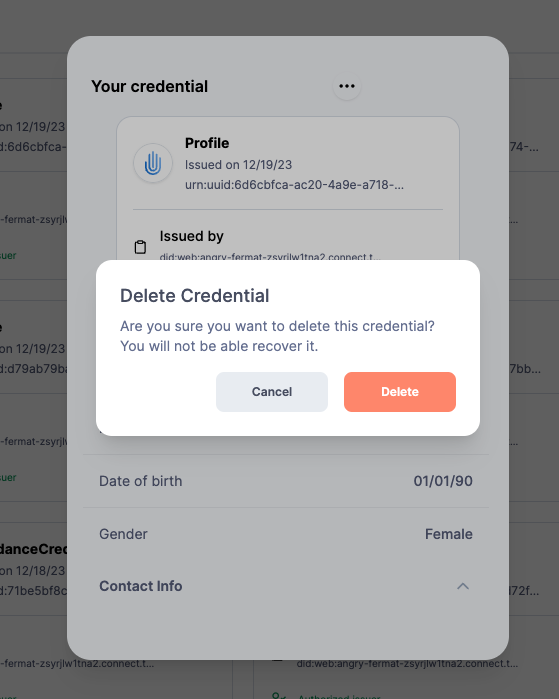 Your credential
Profile
Issued on 12/19/23
urn:uuid:6d6cbfca-ac20-4a9e-a718-...
Issued by
did:web:angry-fermat-zsyrjlw1tna2.connect.t...
Delete Credential
Are you sure you want to delete this credential?
You will not be able recover it.
Cancel
Delete
Date of birth
01/01/90
Gender
Female
Contact Info
on 12/19/23
d:6d6cbfca-
74-...
-fermat-zsyrjlw
suer
on 12/19/23
d:d79ab79ba
7bb...
-fermat-zsyrjlw
suer
danceCred
on 12/18/23
d:71be5bf8c
d72f...
-fermat-zsyrjlw1tna2.connect.t...
did:web:angry-fermat-zsyrjlw1tna2.connect.t...
Authorized issuer